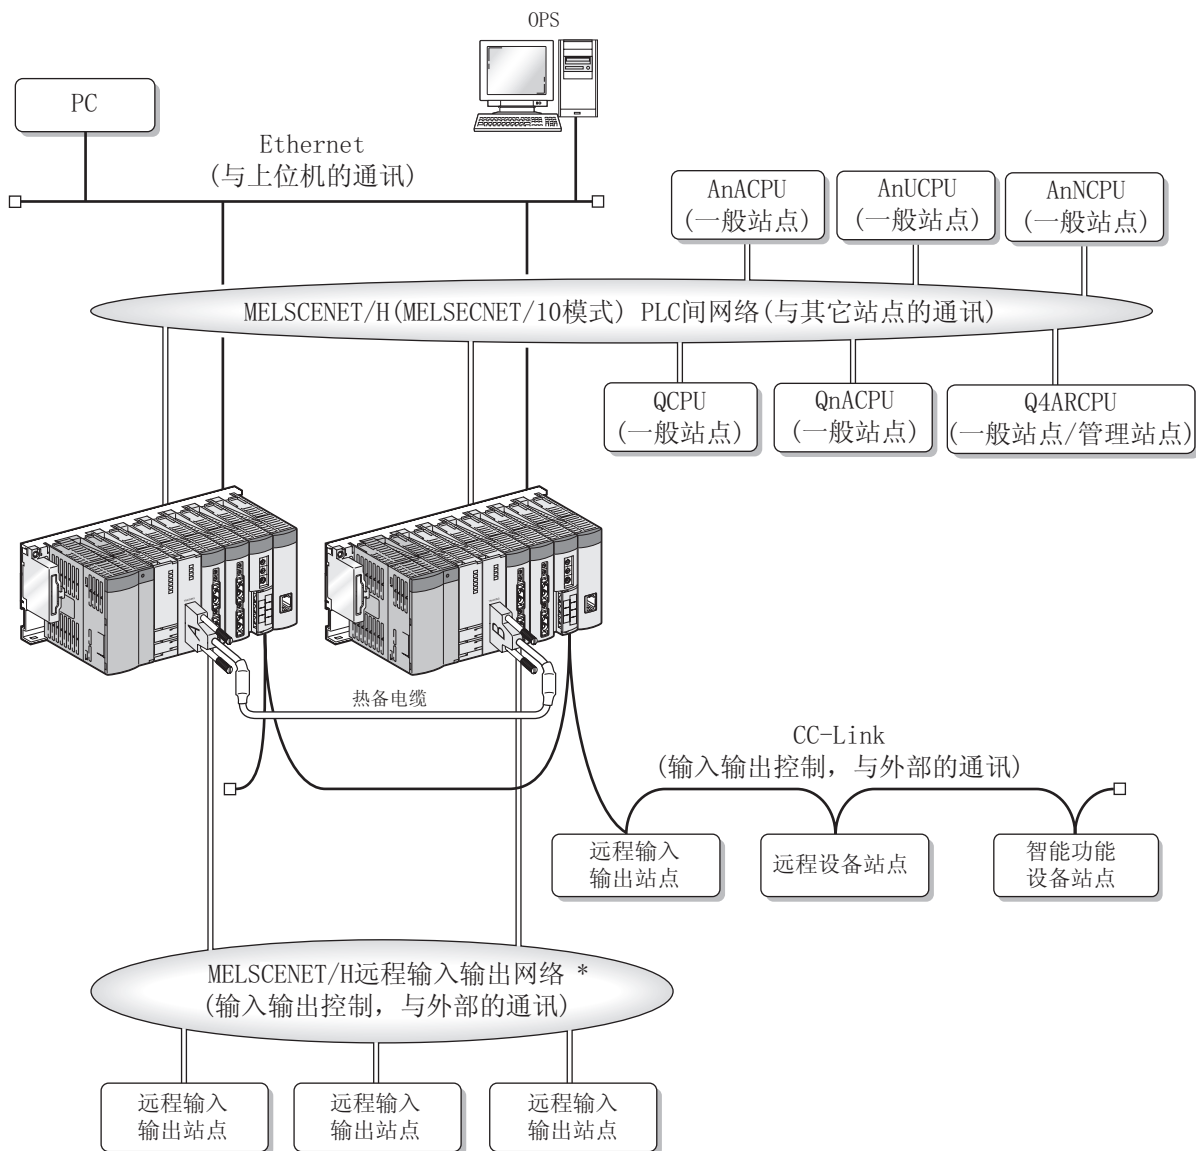 OPS
PC
Ethernet
(与上位机的通讯)
AnACPU
(一般站点)
AnUCPU
(一般站点)
AnNCPU
(一般站点)
MELSCENET/H(MELSECNET/10模式) PLC间网络(与其它站点的通讯)
QCPU
(一般站点)
QnACPU
(一般站点)
Q4ARCPU
(一般站点/管理站点)
A
B
热备电缆
CC-Link
(输入输出控制, 与外部的通讯)
远程输入
输出站点
远程设备站点
智能功能
设备站点
MELSCENET/H远程输入输出网络 *
(输入输出控制, 与外部的通讯)
远程输入
输出站点
远程输入
输出站点
远程输入
输出站点